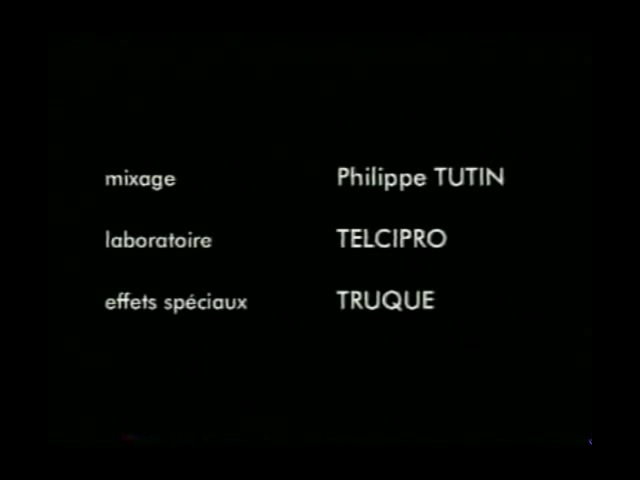 mixage Philippe TUTIN
laboratoire TELCIPRO
effets spéciaux TRUQUE